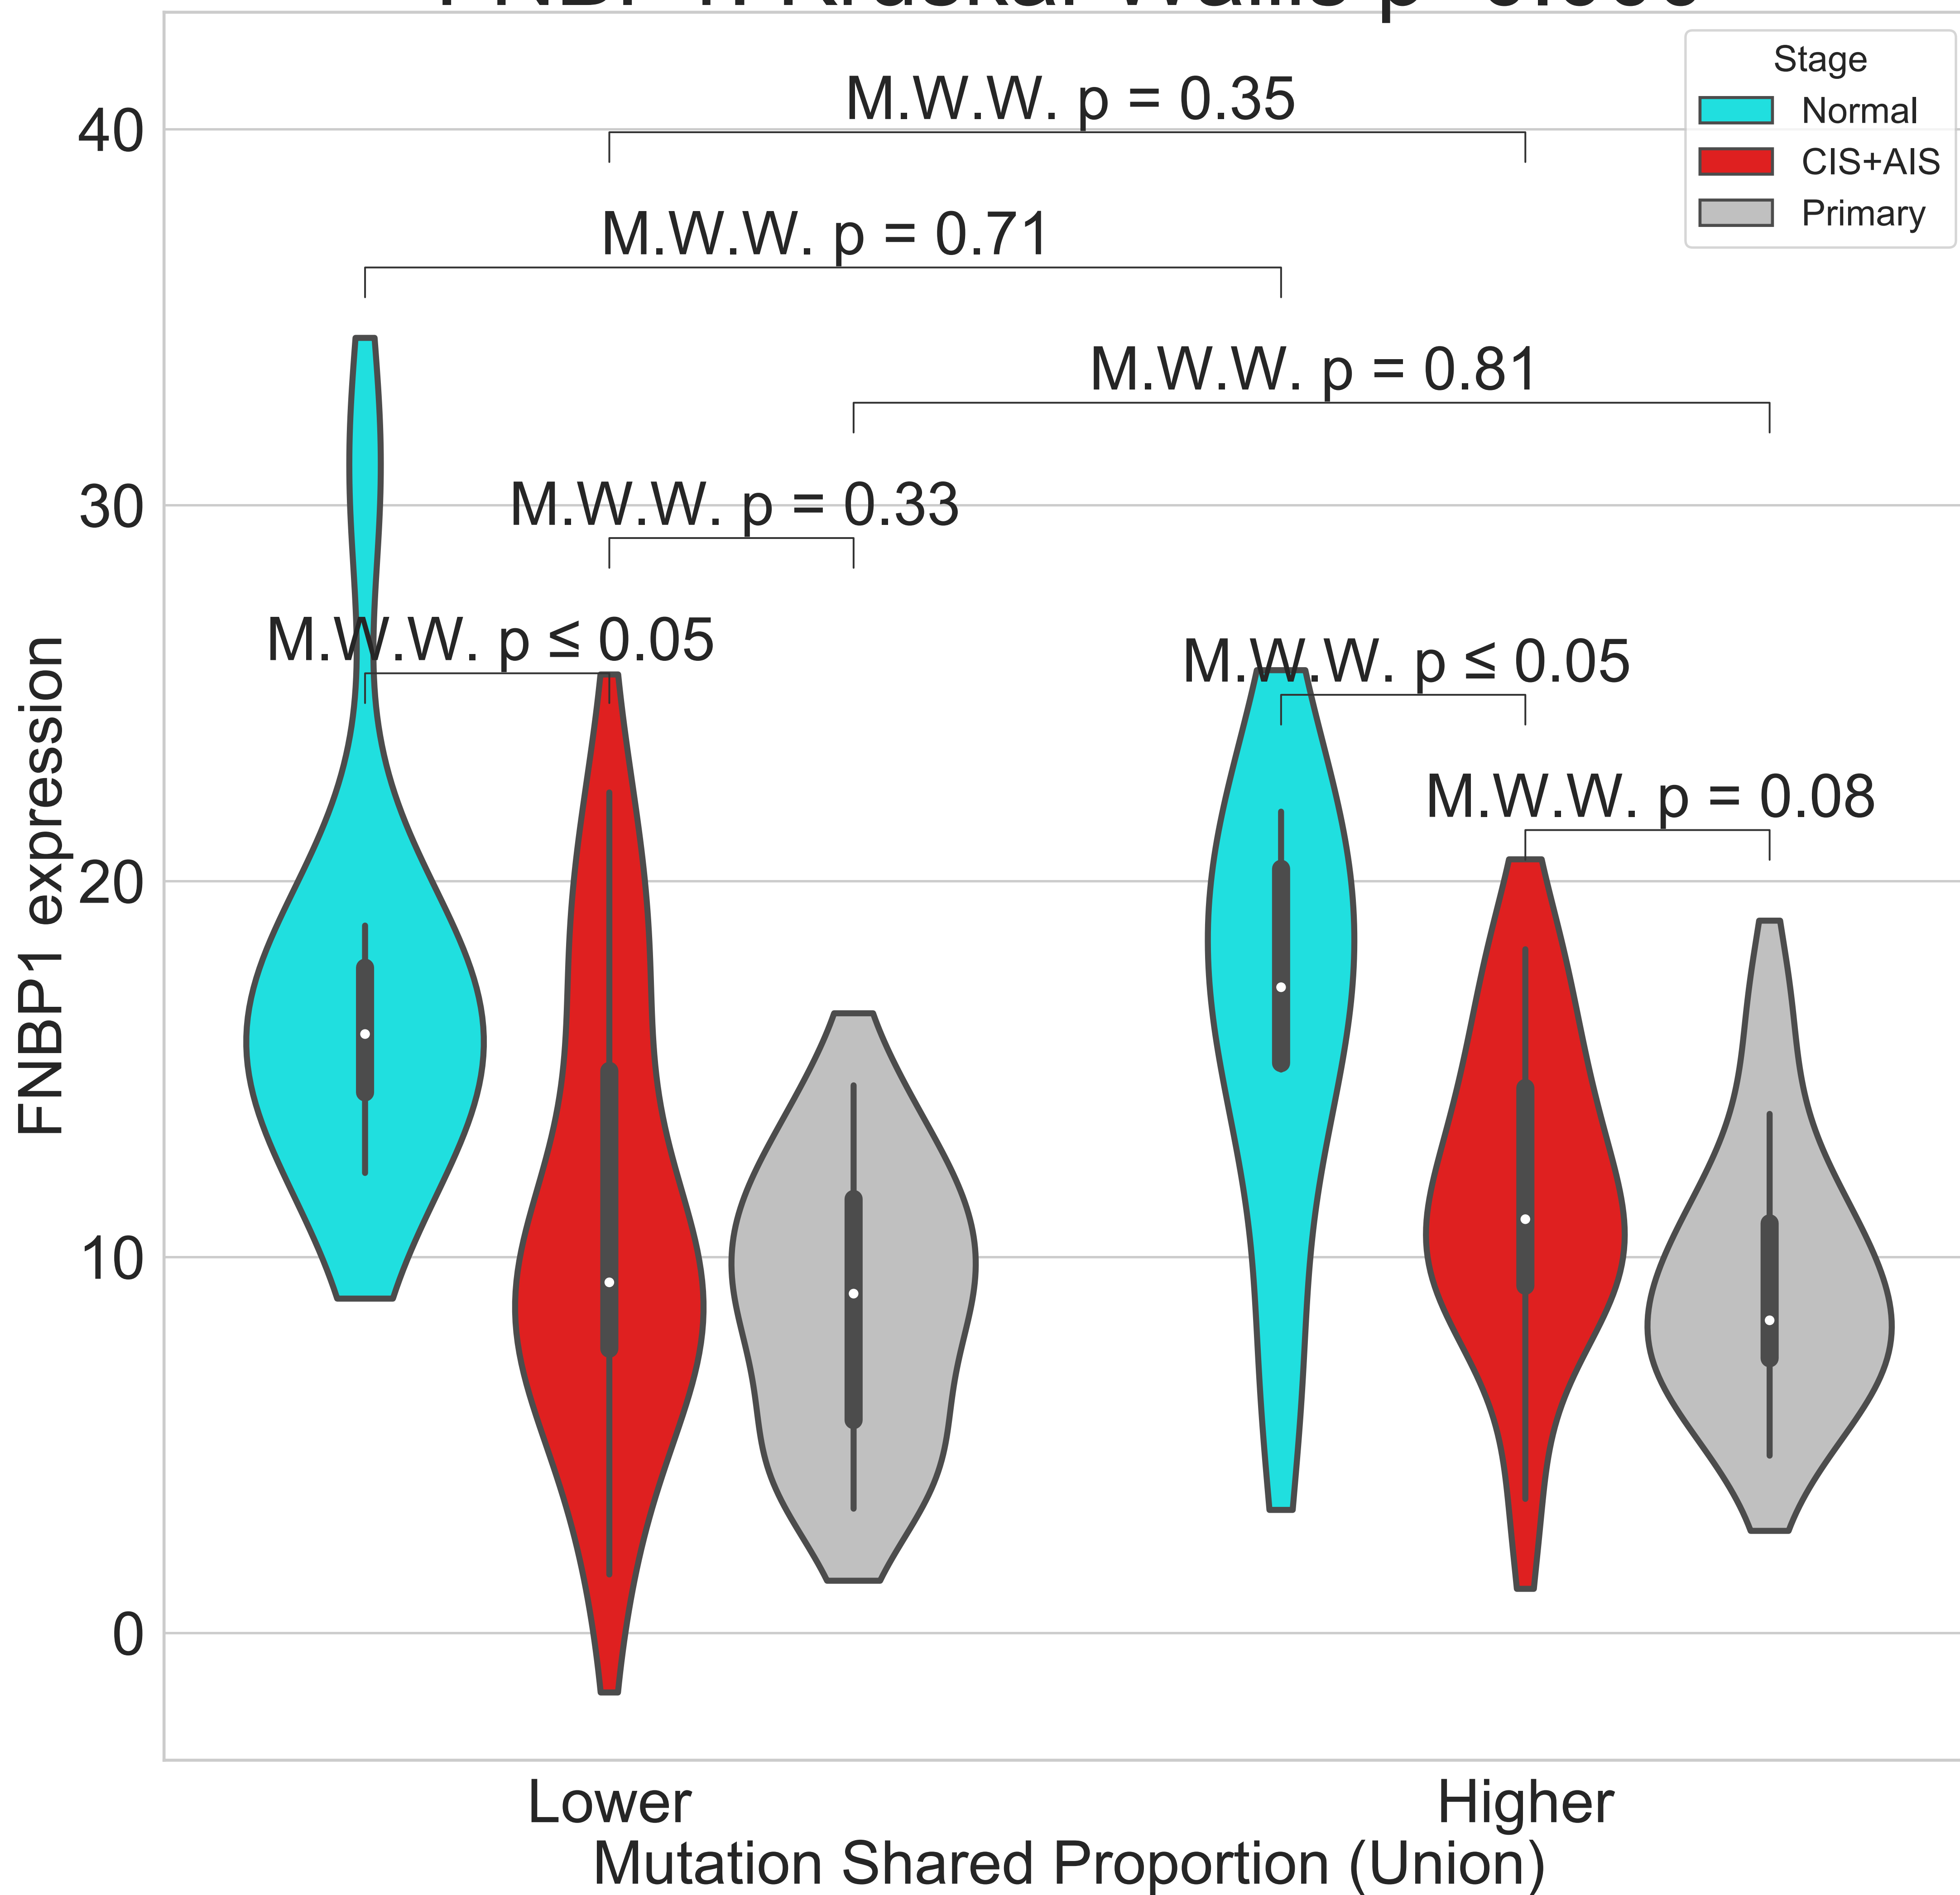 Stage
Normal
CIS+AIS
Primary
M.W.W. p = 0.35
M.W.W. p = 0.71
M.W.W. p = 0.81
M.W.W. p = 0.33
M.W.W. p ≤ 0.05
M.W.W. p ≤ 0.05
M.W.W. p = 0.08
40
30
20
10
0
FNBP1 expression
Lower
Higher
Mutation Shared Proportion (Union)